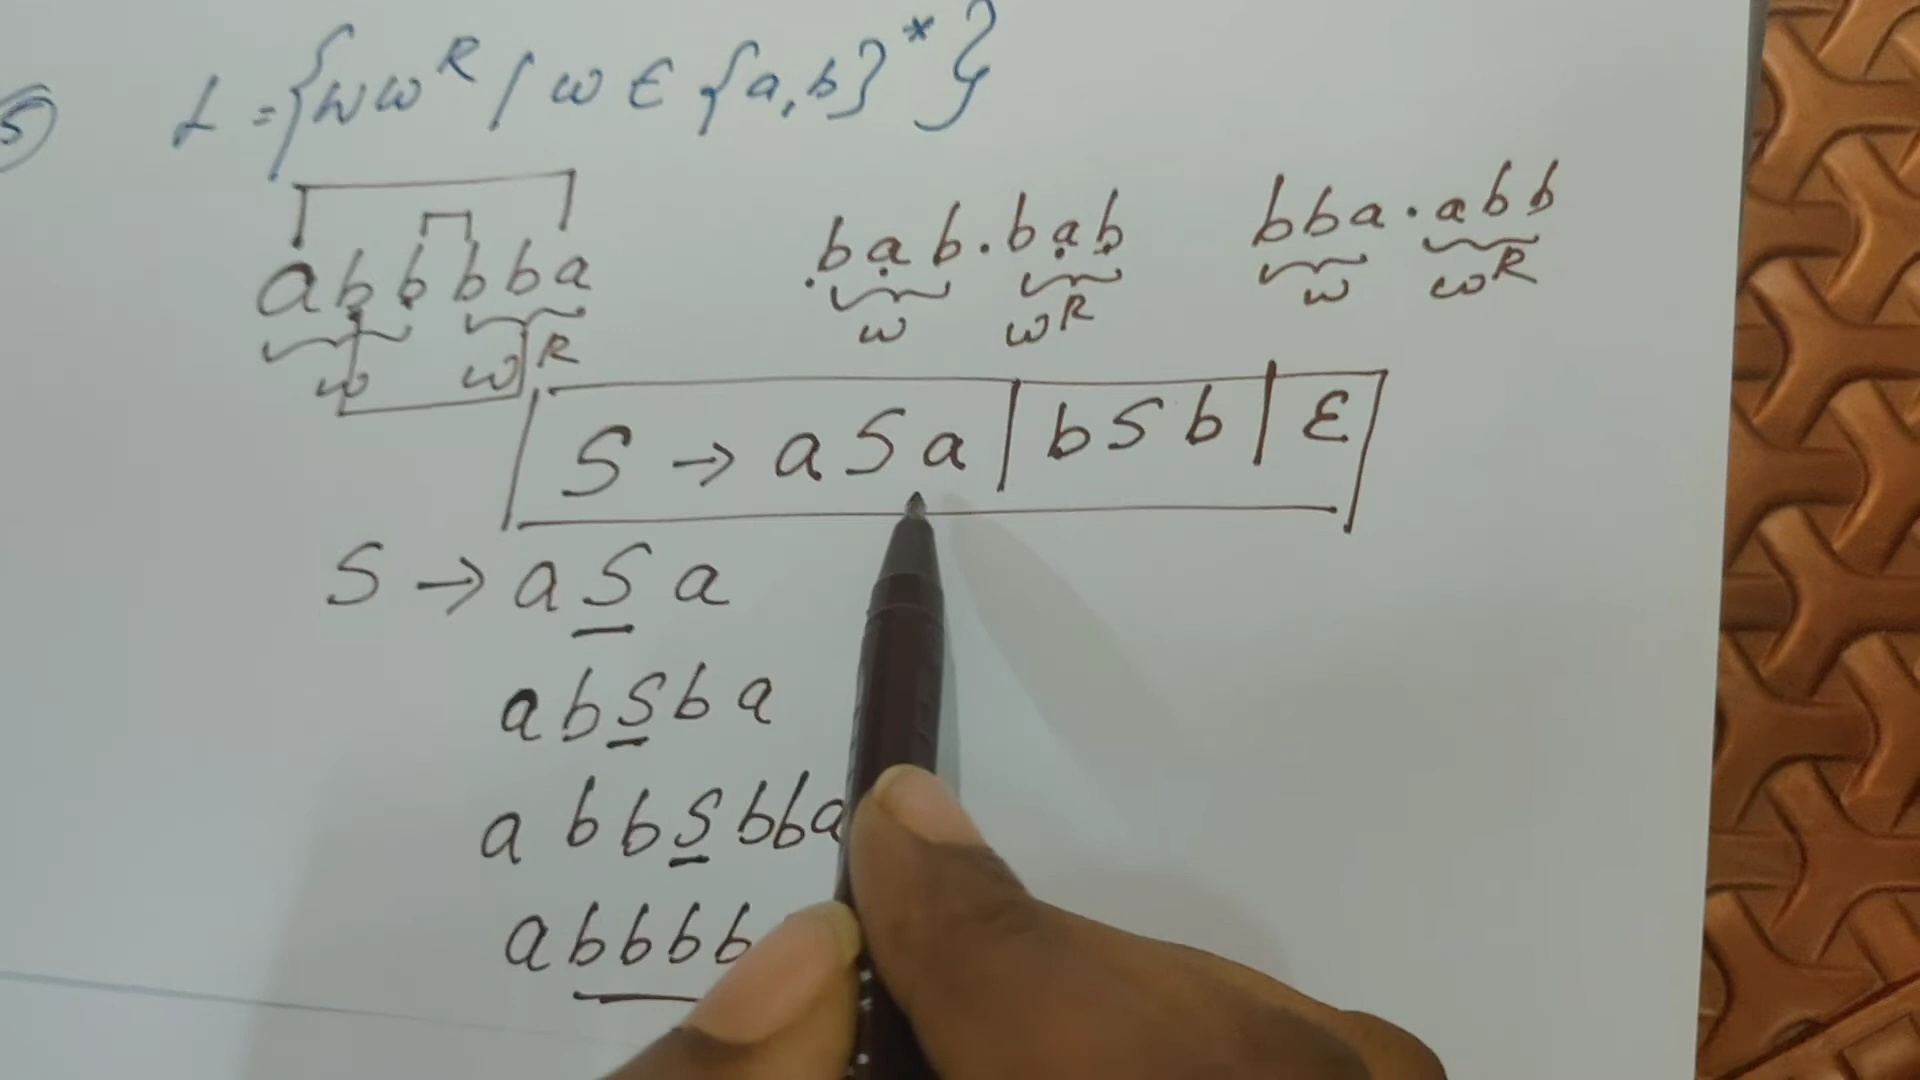 5 L = {ww^R / w ∈ {a, b}*}
abbbba bab.bab bba.abb
w w^R w w^R w w^R
S → aSa | bSb | ε
S → aSa
abSba
abbSbba
abbbb